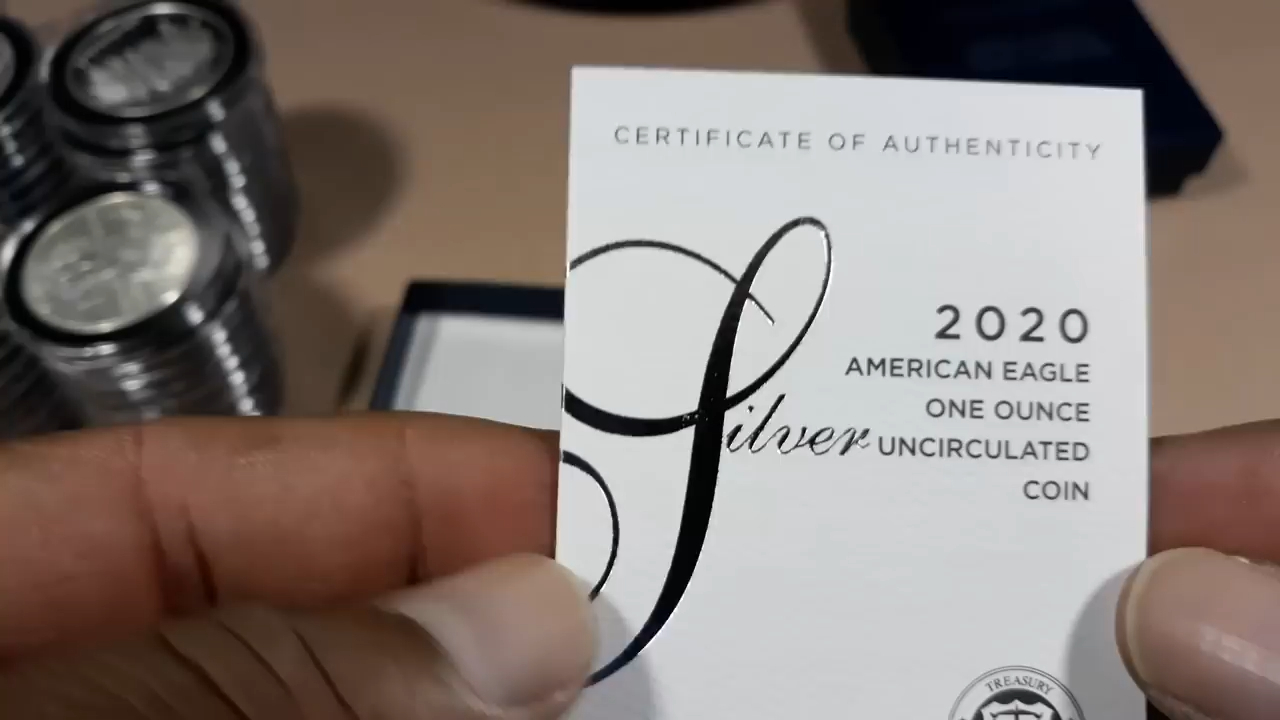 CERTIFICATE OF AUTHENTICITY
2020
AMERICAN EAGLE
ONE OUNCE
Silver UNCIRCULATED
COIN
TREASURY